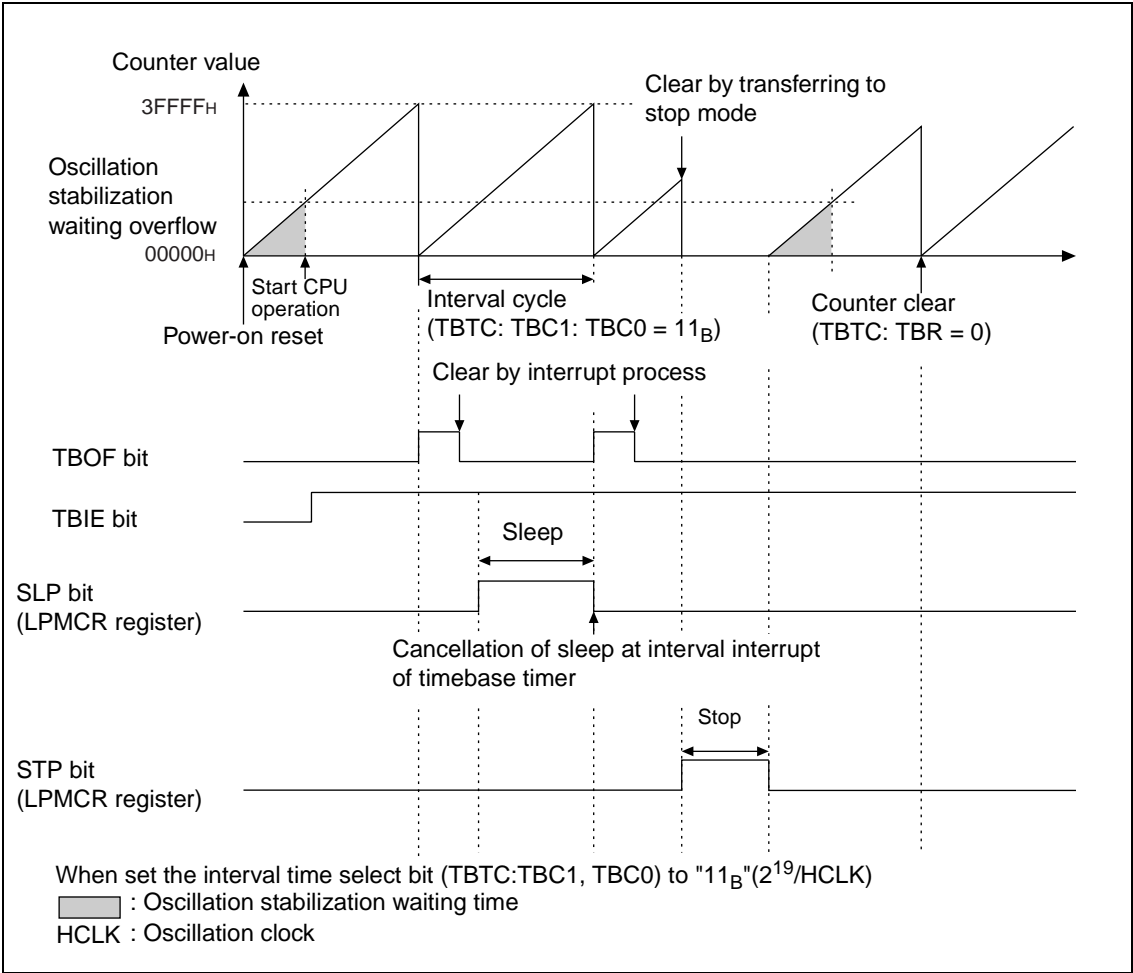 Counter value
3FFFFH
Clear by transferring to
stop mode
Oscillation
stabilization
waiting overflow
00000H
Start CPU
operation
Power-on reset
Interval cycle
(TBTC: TBC1: TBC0 = 11B)
Counter clear
(TBTC: TBR = 0)
Clear by interrupt process
TBOF bit
TBIE bit
Sleep
SLP bit
(LPMCR register)
Cancellation of sleep at interval interrupt
of timebase timer
Stop
STP bit
(LPMCR register)
When set the interval time select bit (TBTC:TBC1, TBC0) to "11B"(2^19/HCLK)
: Oscillation stabilization waiting time
HCLK : Oscillation clock